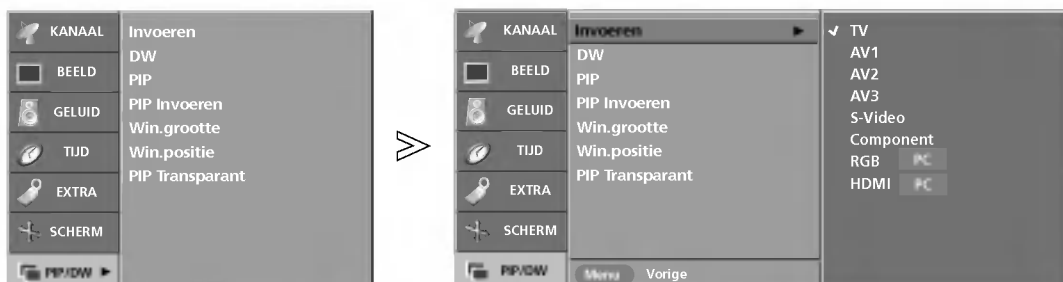 KANAAL
BEELD
GELUID
TIJD
EXTRA
SCHERM
PIP/DW
Invoeren
DW
PIP
PIP Invoeren
Win.grootte
Win.positie
PIP Transparant
KANAAL
BEELD
GELUID
TIJD
EXTRA
SCHERM
PIP/DW
Invoeren
DW
PIP
PIP Invoeren
Win.grootte
Win.positie
PIP Transparant
Menu Vorige
TV
AV1
AV2
AV3
S-Video
Component
RGB PC
HDMI PC